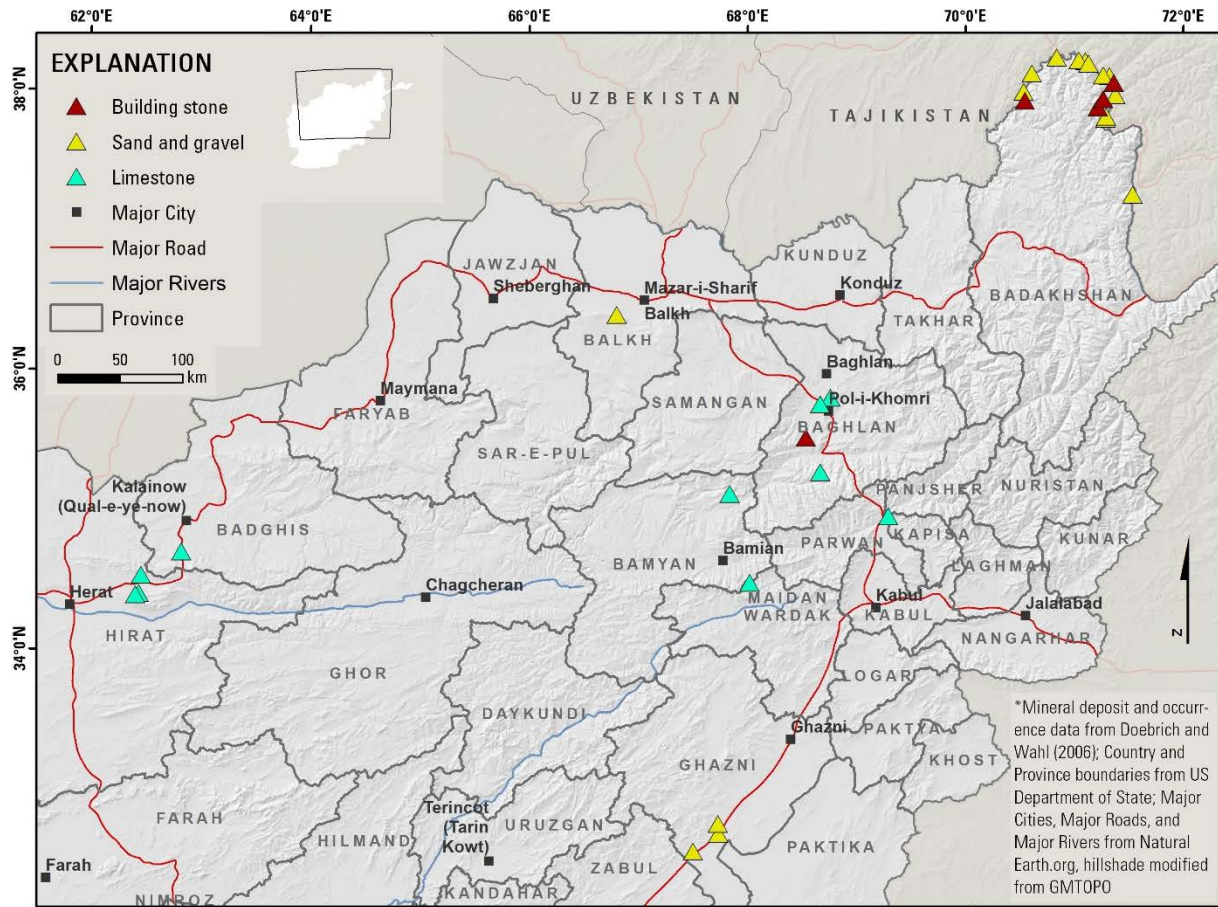 62°0'E
64°0'E
66°0'E
68°0'E
70°0'E
72°0'E
38°0'N
36°0'N
34°0'N
EXPLANATION
Building stone
Sand and gravel
Limestone
Major City
Major Road
Major Rivers
Province
0 50 100
km
UZBEKISTAN
TAJIKISTAN
JAWZJAN
Sheberghan
Mazar-i-Sharif
Balkh
BALKH
KUNDUZ
Konduz
TAKHAR
BADAKHSHAN
Maymana
FARYAB
SAR-E-PUL
SAMANGAN
Baghlan
Pol-i-Khomri
BAGHLAN
Kalainow
(Qual-e-ye-now)
BADGHIS
PANJSHER
NURISTAN
KAPISA
KUNAR
PARWAN
LAGHMAN
Bamian
BAMYAN
Herat
HIRAT
Chagcheran
MAIDAN
WARDAK
Kabul
KABUL
Jalalabad
NANGARHAR
GHOR
LOGAR
DAYKUNDI
Ghazni
GHAZNI
PAKTYA
KHOST
FARAH
Farah
HILMAND
Terincot
(Tarin
Kowt)
URUZGAN
ZABUL
PAKTIKA
KANDAHAR
NIMROZ
N
*Mineral deposit and occurr-
ence data from Doebrich and
Wahl (2006); Country and
Province boundaries from US
Department of State; Major
Cities, Major Roads, and
Major Rivers from Natural
Earth.org, hillshade modified
from GMTOPO